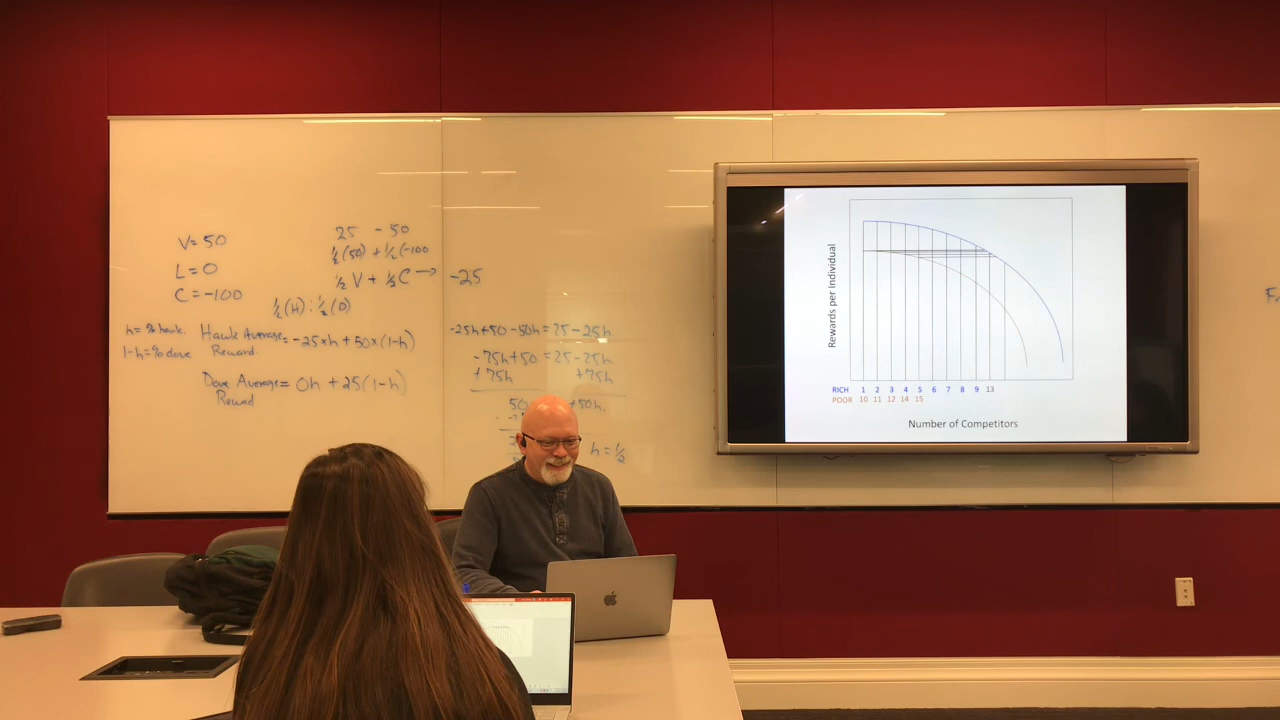 V = 50
L = 0
C = -100
25 - 50
½(50) + ½(-100
½V + ½C → -25
½(H) : ½(D)
h = % hawk.
1-h = % dove
Hawk Average Reward. = -25×h + 50×(1-h)
Dove Average Reward = 0h + 25(1-h)
-25h+50-50h = 25-25h
-75h+50 = 25-25h
+75h +75h
50 +50h.
h = ½
Rewards per Individual
RICH 1 2 3 4 5 6 7 8 9 13
POOR 10 11 12 14 15
Number of Competitors